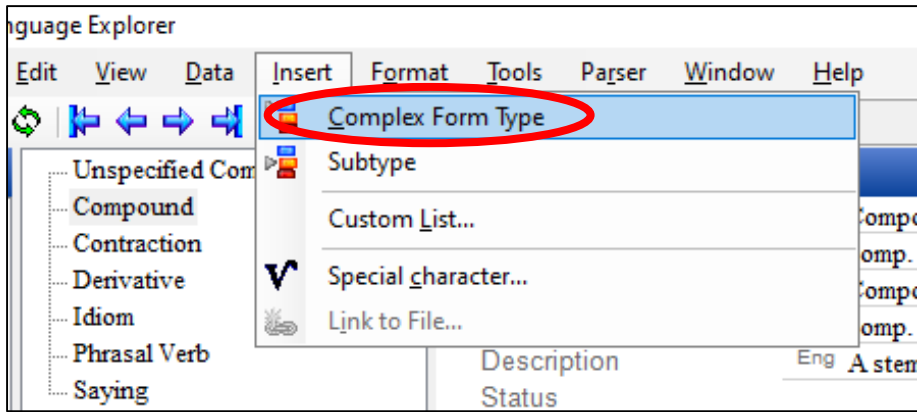 nguage Explorer
Edit View Data Insert Format Tools Parser Window Help
Complex Form Type
Unspecified Com
Subtype
Compound
Custom List...
Compo
Contraction
omp.
Derivative
Special character...
Compo
Idiom
Link to File...
omp.
Phrasal Verb
Description Eng A stem
Saying
Status